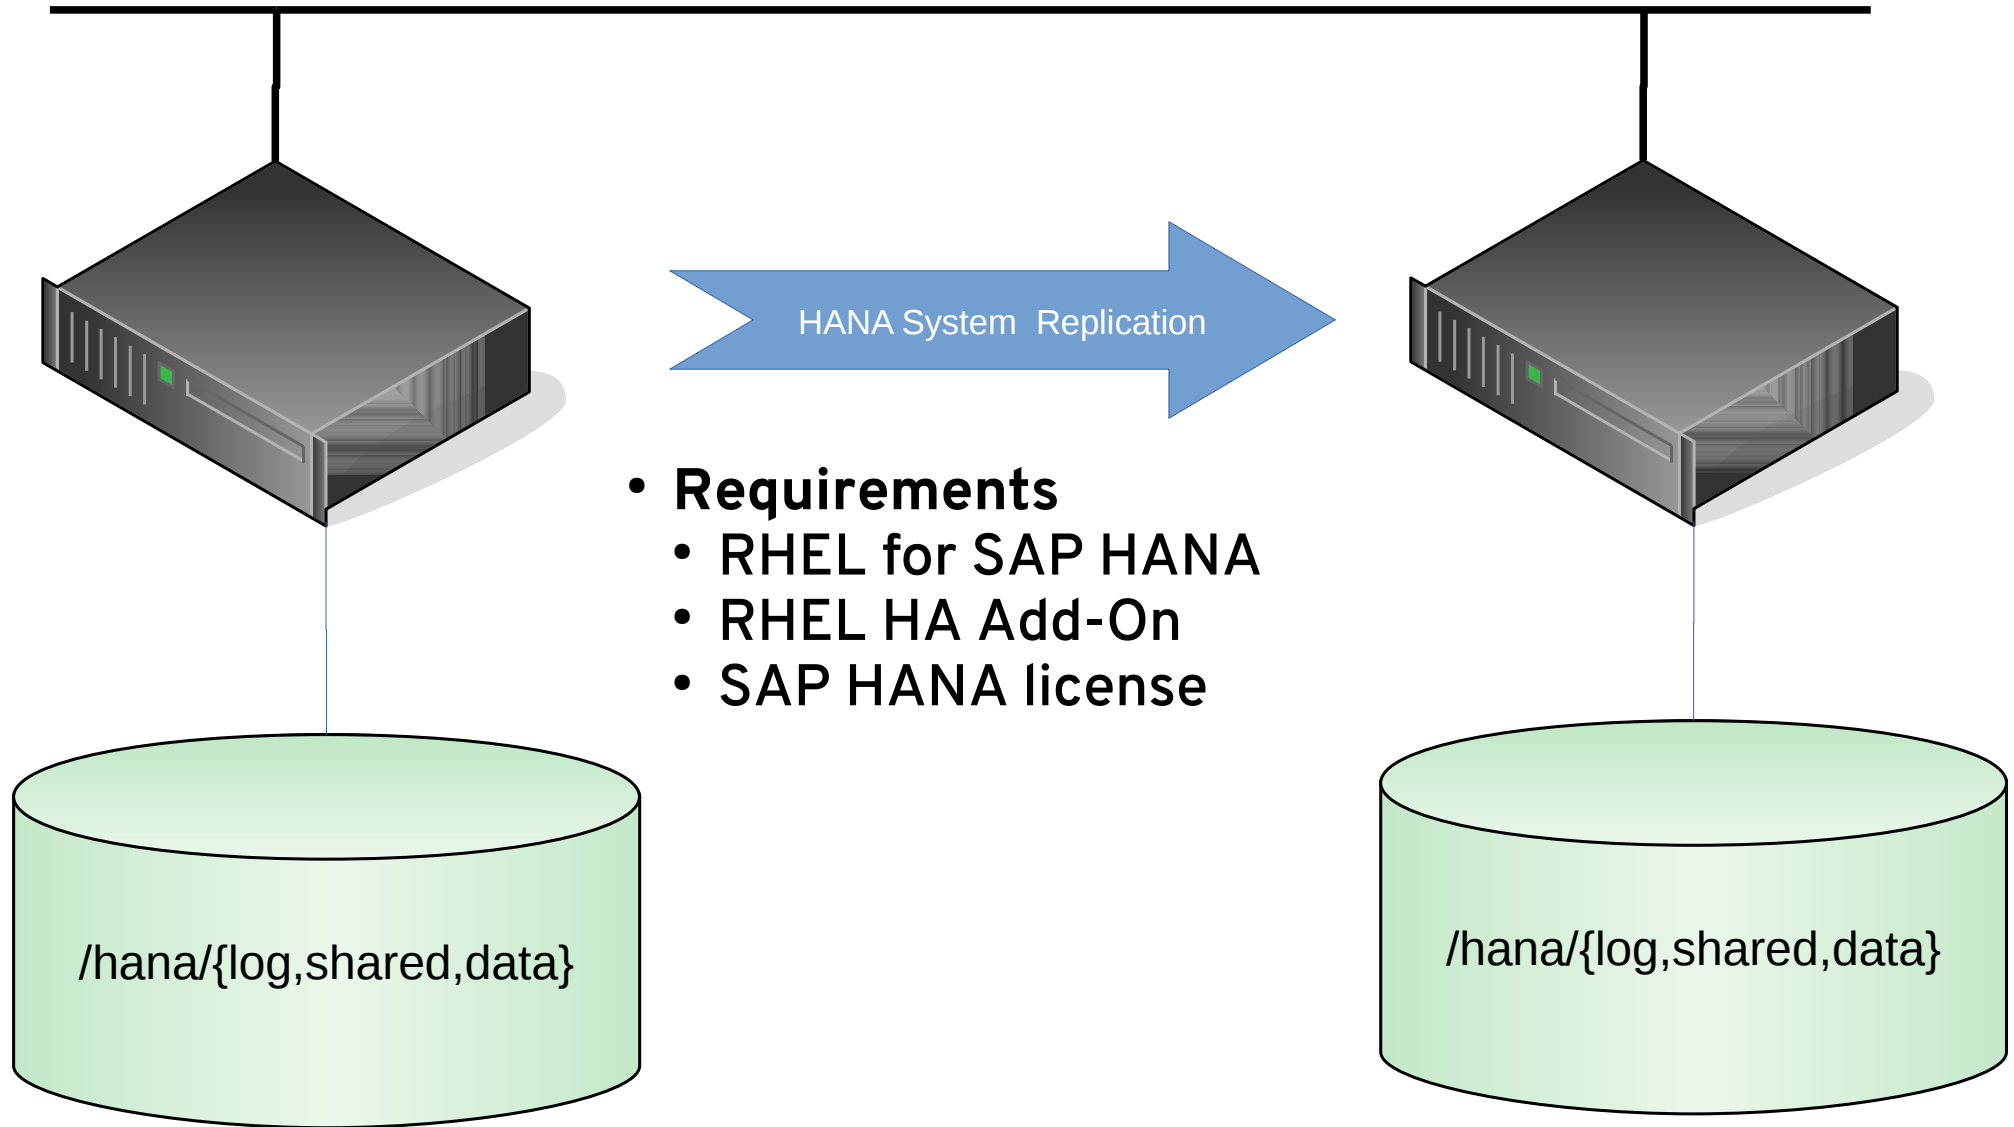 HANA System  Replication
• Requirements
• RHEL for SAP HANA
• RHEL HA Add-On
• SAP HANA license
/hana/{log,shared,data}
/hana/{log,shared,data}